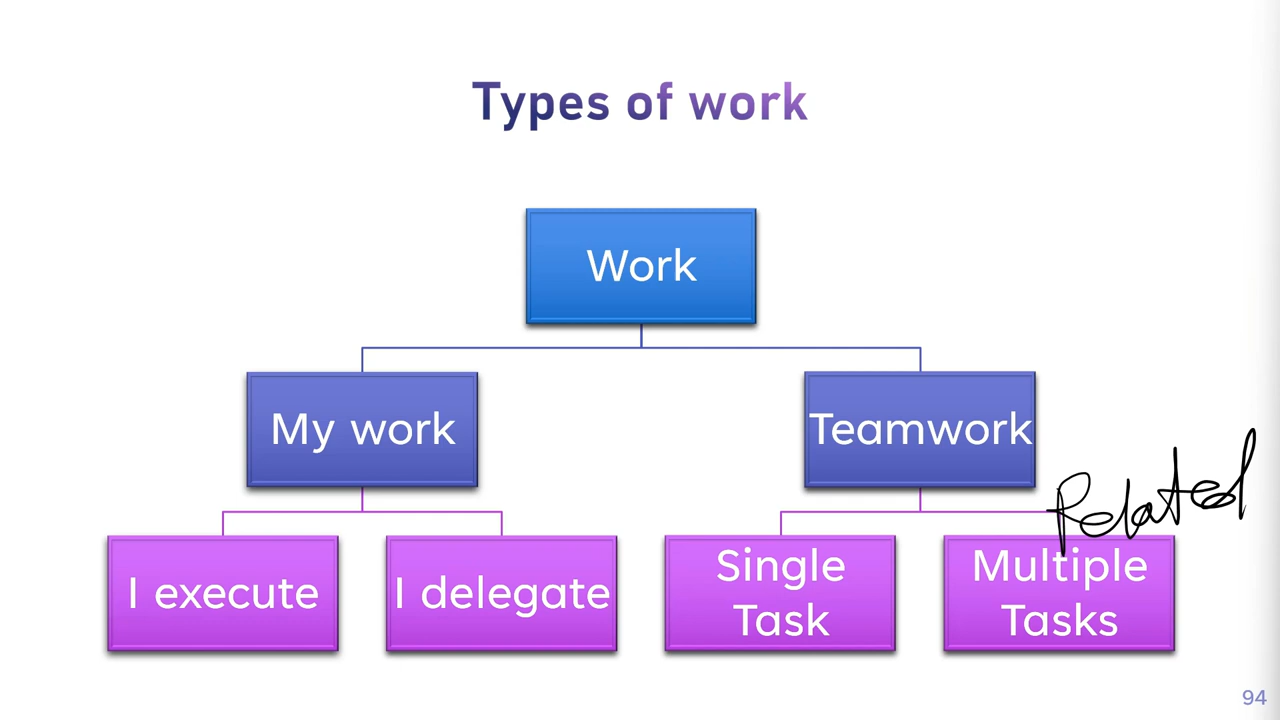 Types of work
Work
My work
Teamwork
Related
I execute
I delegate
Single
Task
Multiple
Tasks
94